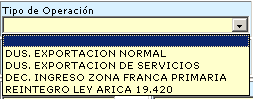 Tipo de Operación
DUS. EXPORTACION NORMAL
DUS. EXPORTACION DE SERVICIOS
DEC. INGRESO ZONA FRANCA PRIMARIA
REINTEGRO LEY ARICA 19.420